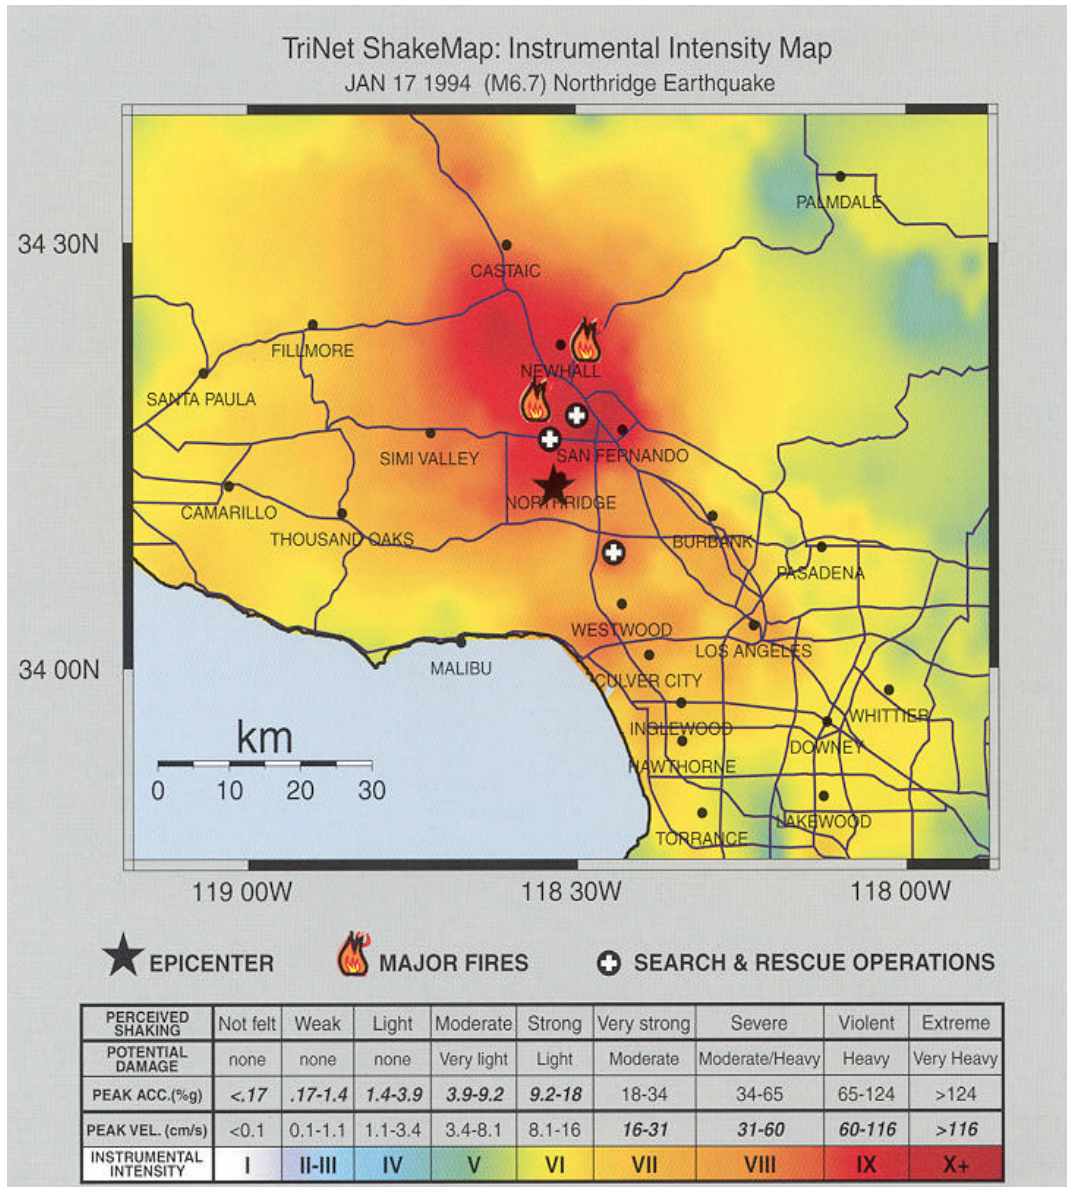 TriNet ShakeMap: Instrumental Intensity Map
JAN 17 1994 (M6.7) Northridge Earthquake
PALMDALE
34 30N
CASTAIC
FILLMORE
NEWHALL
SANTA PAULA
SIMI VALLEY
SAN FERNANDO
NORTHRIDGE
CAMARILLO
THOUSAND OAKS
BURBANK
PASADENA
WESTWOOD
LOS ANGELES
34 00N
MALIBU
CULVER CITY
WHITTIER
INGLEWOOD
DOWNEY
HAWTHORNE
km
0 10 20 30
LAKEWOOD
TORRANCE
119 00W 118 30W 118 00W
EPICENTER MAJOR FIRES SEARCH & RESCUE OPERATIONS
PERCEIVED
SHAKING
Not felt Weak Light Moderate Strong Very strong Severe Violent Extreme
POTENTIAL
DAMAGE
none none none Very light Light Moderate Moderate/Heavy Heavy Very Heavy
PEAK ACC.(%g) <.17 .17-1.4 1.4-3.9 3.9-9.2 9.2-18 18-34 34-65 65-124 >124
PEAK VEL. (cm/s) <0.1 0.1-1.1 1.1-3.4 3.4-8.1 8.1-16 16-31 31-60 60-116 >116
INSTRUMENTAL
INTENSITY
I II-III IV V VI VII VIII IX X+